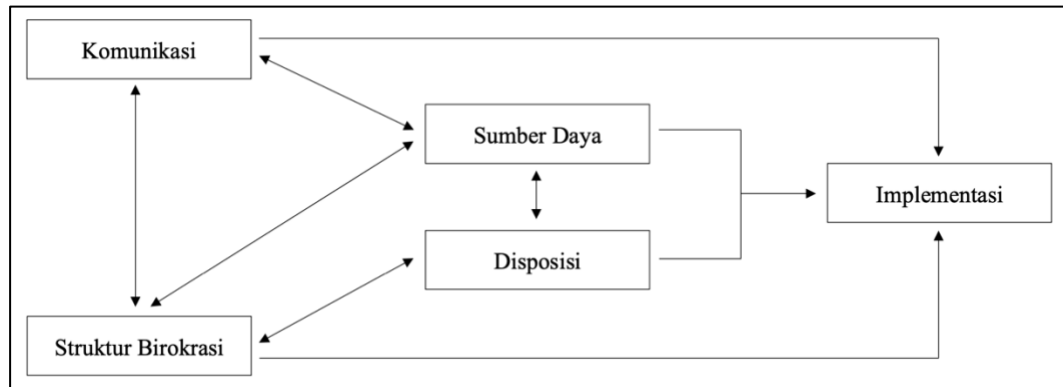 Komunikasi
Sumber Daya
Implementasi
Disposisi
Struktur Birokrasi